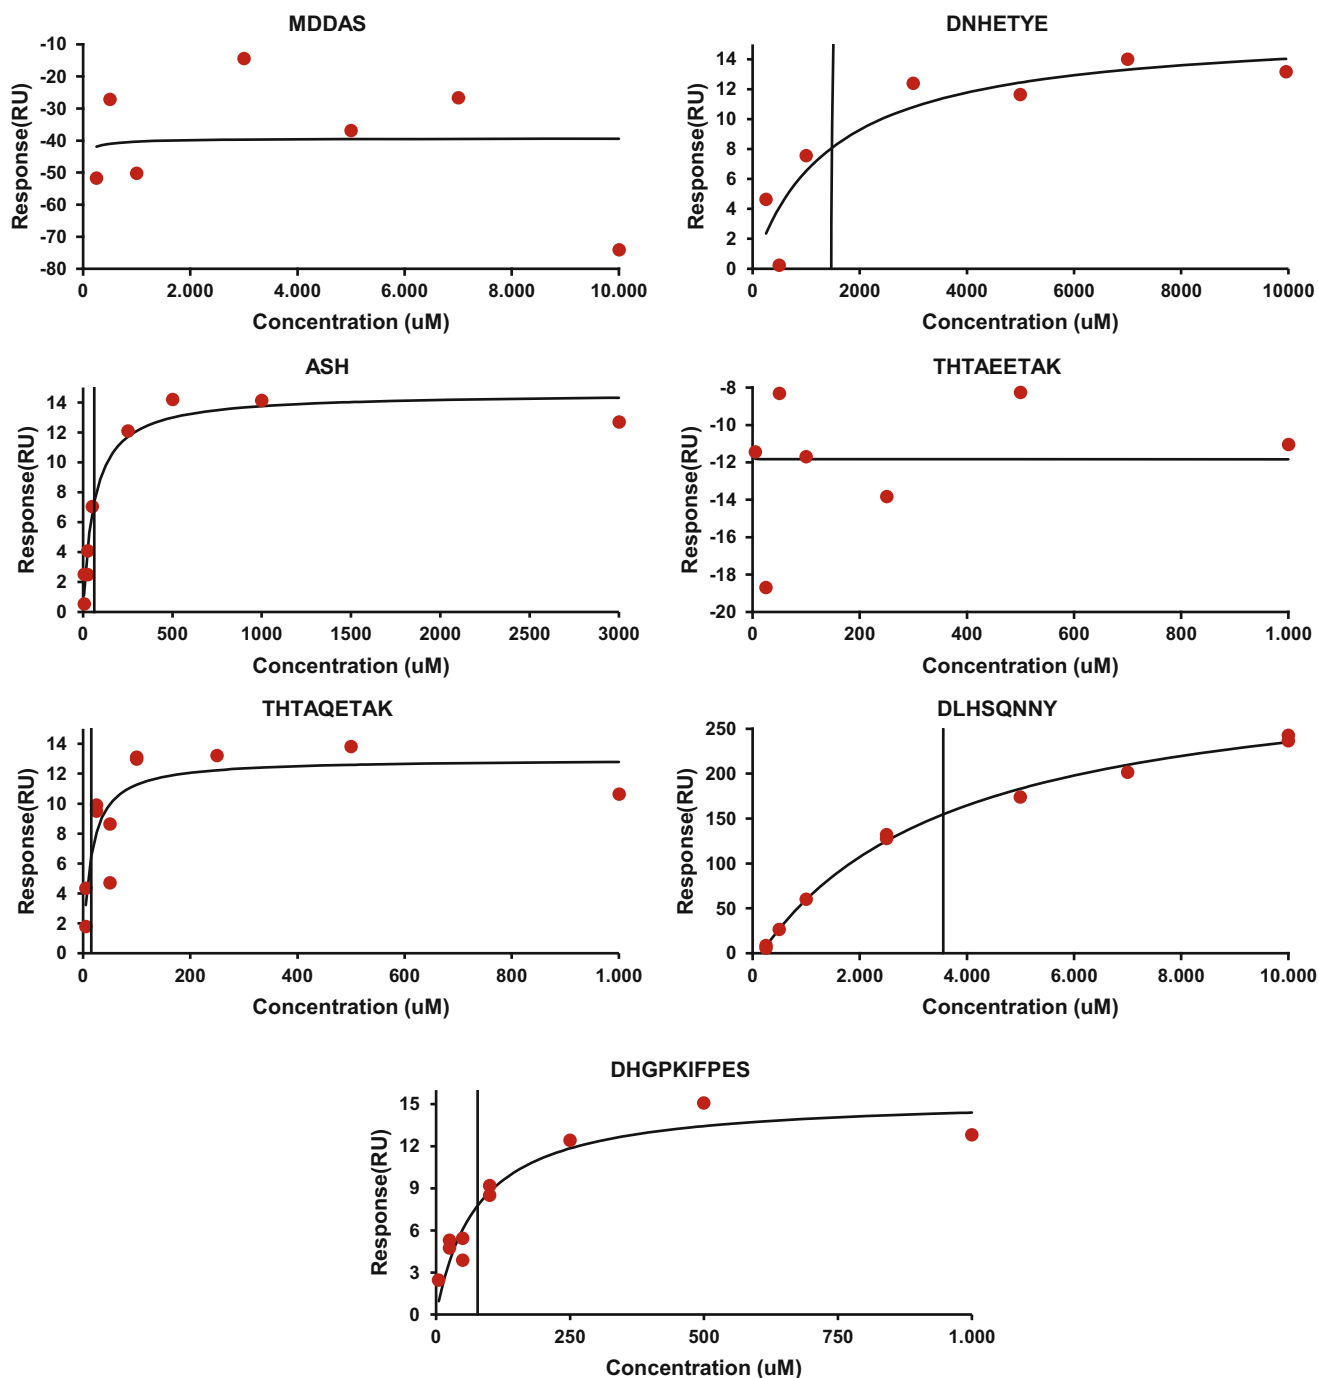 MDDAS
Response(RU)
-10
-20
-30
-40
-50
-60
-70
-80
0 2.000 4.000 6.000 8.000 10.000
Concentration (uM)
DNHETYE
Response(RU)
14
12
10
8
6
4
2
0
0 2000 4000 6000 8000 10000
Concentration (uM)
ASH
Response(RU)
14
12
10
8
6
4
2
0
0 500 1000 1500 2000 2500 3000
Concentration (uM)
THTAEETAK
Response(RU)
-8
-10
-12
-14
-16
-18
-20
0 200 400 600 800 1.000
Concentration (uM)
THTAQETAK
Response(RU)
14
12
10
8
6
4
2
0
0 200 400 600 800 1.000
Concentration (uM)
DLHSQNNY
Response(RU)
250
200
150
100
50
0
0 2.000 4.000 6.000 8.000 10.000
Concentration (uM)
DHGPKIFPES
Response(RU)
15
12
9
6
3
0
0 250 500 750 1.000
Concentration (uM)